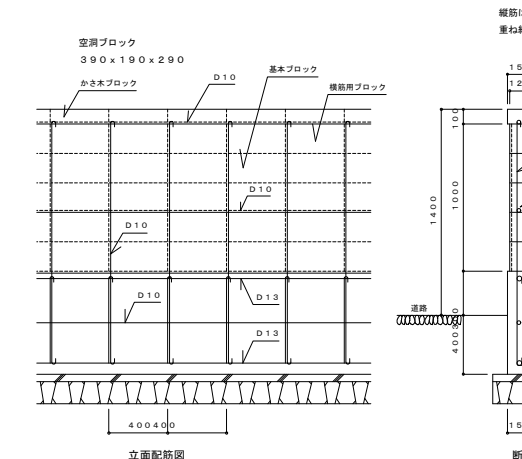 縦筋は
重ね継
空洞ブロック
３９０ｘ１９０ｘ２９０
かさ木ブロック
Ｄ１０
基本ブロック
横筋用ブロック
１５
１２
１００
Ｄ１０
１０００
１４００
Ｄ１０
Ｄ１０
Ｄ１３
道路
Ｄ１３
４００
４００４００
１５
立面配筋図
断